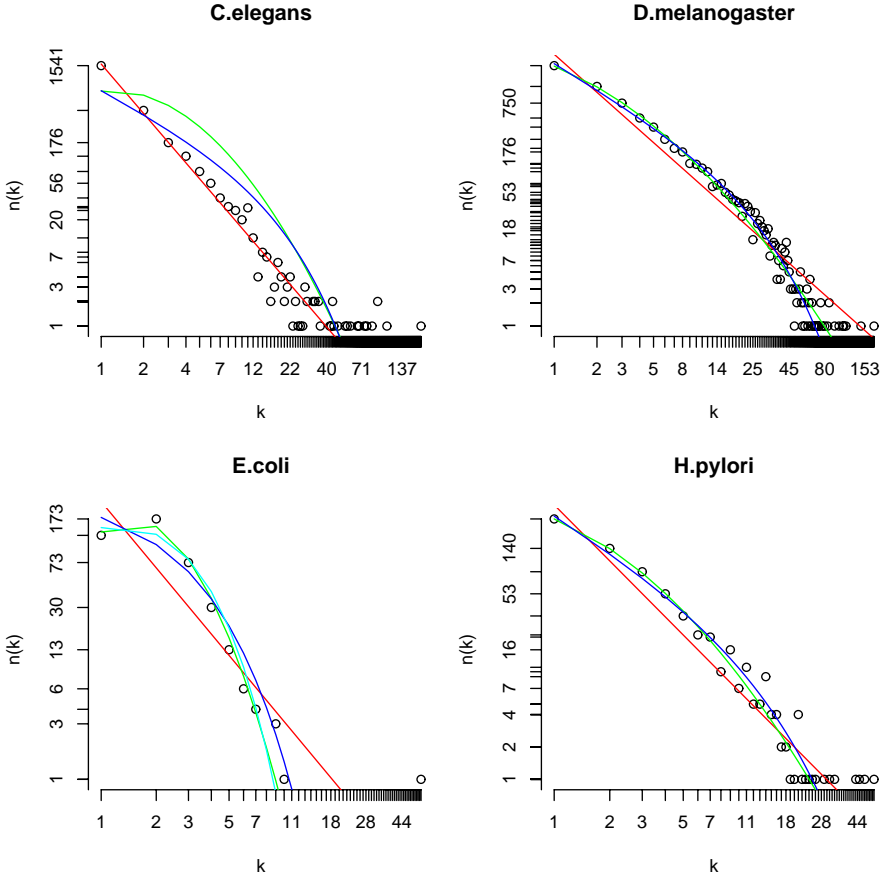 C.elegans
n(k)
1541
176
56
20
7
3
1
1 2 4 7 12 22 40 71 137
k
D.melanogaster
n(k)
750
176
53
18
7
3
1
1 2 3 5 8 14 25 45 80 153
k
E.coli
n(k)
173
73
30
13
6
3
1
1 2 3 5 7 11 18 28 44
k
H.pylori
n(k)
140
53
16
7
4
2
1
1 2 3 5 7 11 18 28 44
k